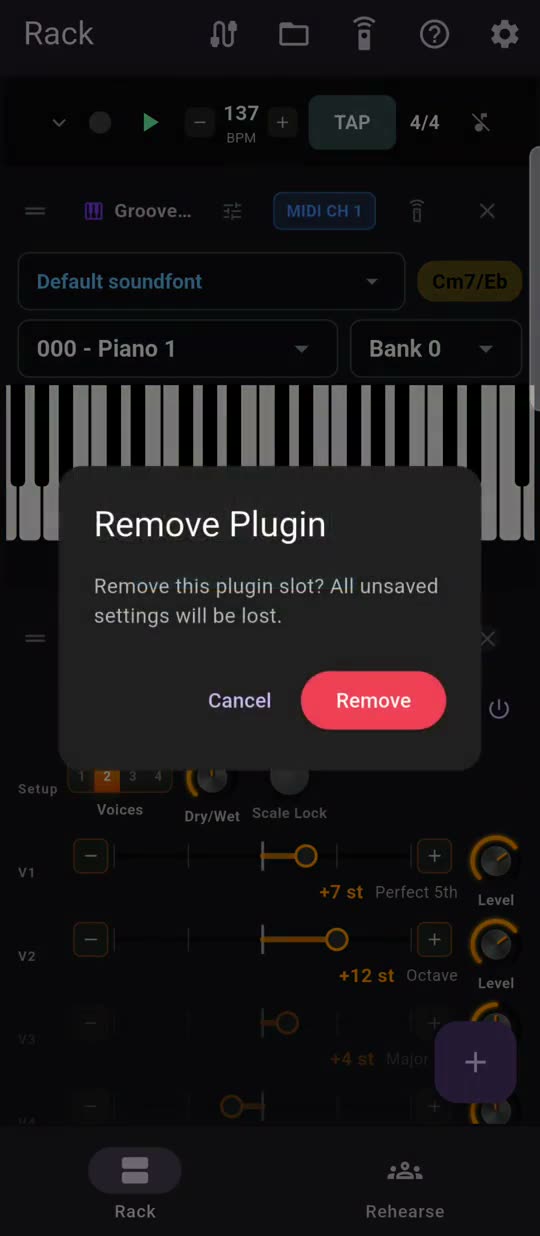 Rack
137
BPM
TAP
4/4
Groove...
MIDI CH 1
Default soundfont
Cm7/Eb
000 - Piano 1
Bank 0
Remove Plugin
Remove this plugin slot? All unsaved
settings will be lost.
Cancel
Remove
Setup
1 2 3 4
Voices
Dry/Wet
Scale Lock
V1
+7 st Perfect 5th
Level
V2
+12 st Octave
Level
V3
+4 st Major
V4
Rack
Rehearse